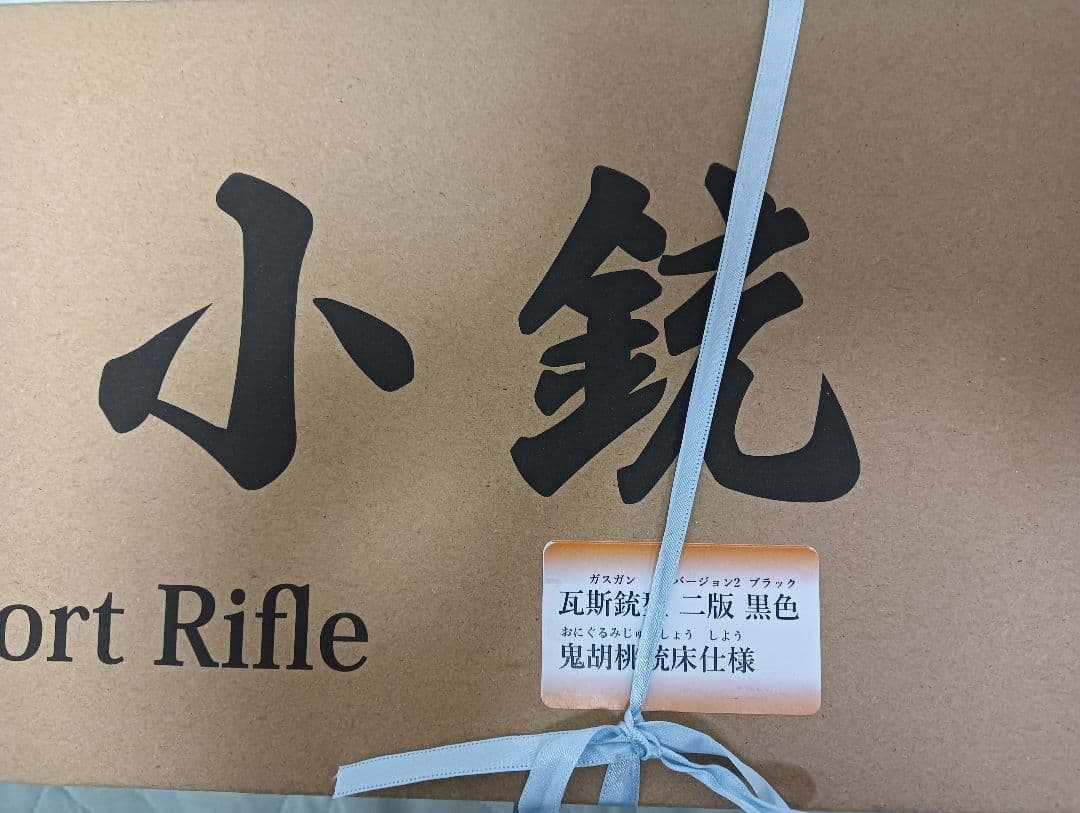 小銃
ort Rifle
ガスガン バージョン2 ブラック
瓦斯銃型 二版 黒色
おにぐるみじゅうしょう しよう
鬼胡桃銃床仕様